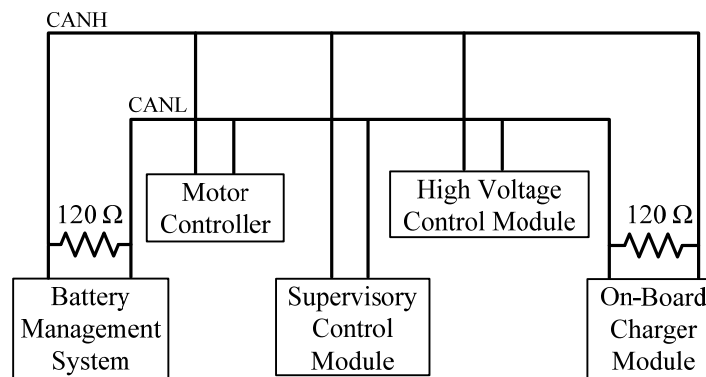 CANH
CANL
Motor
Controller
High Voltage
Control Module
120 Ω
120 Ω
Battery
Management
System
Supervisory
Control
Module
On-Board
Charger
Module